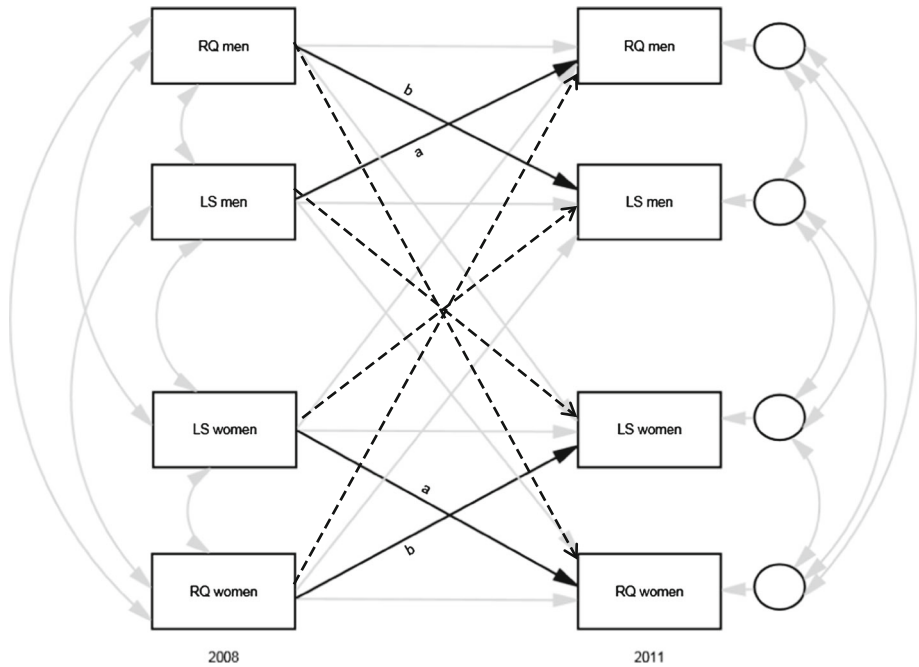 RQ men
RQ men
b
a
LS men
LS men
LS women
LS women
a
b
RQ women
RQ women
2008
2011